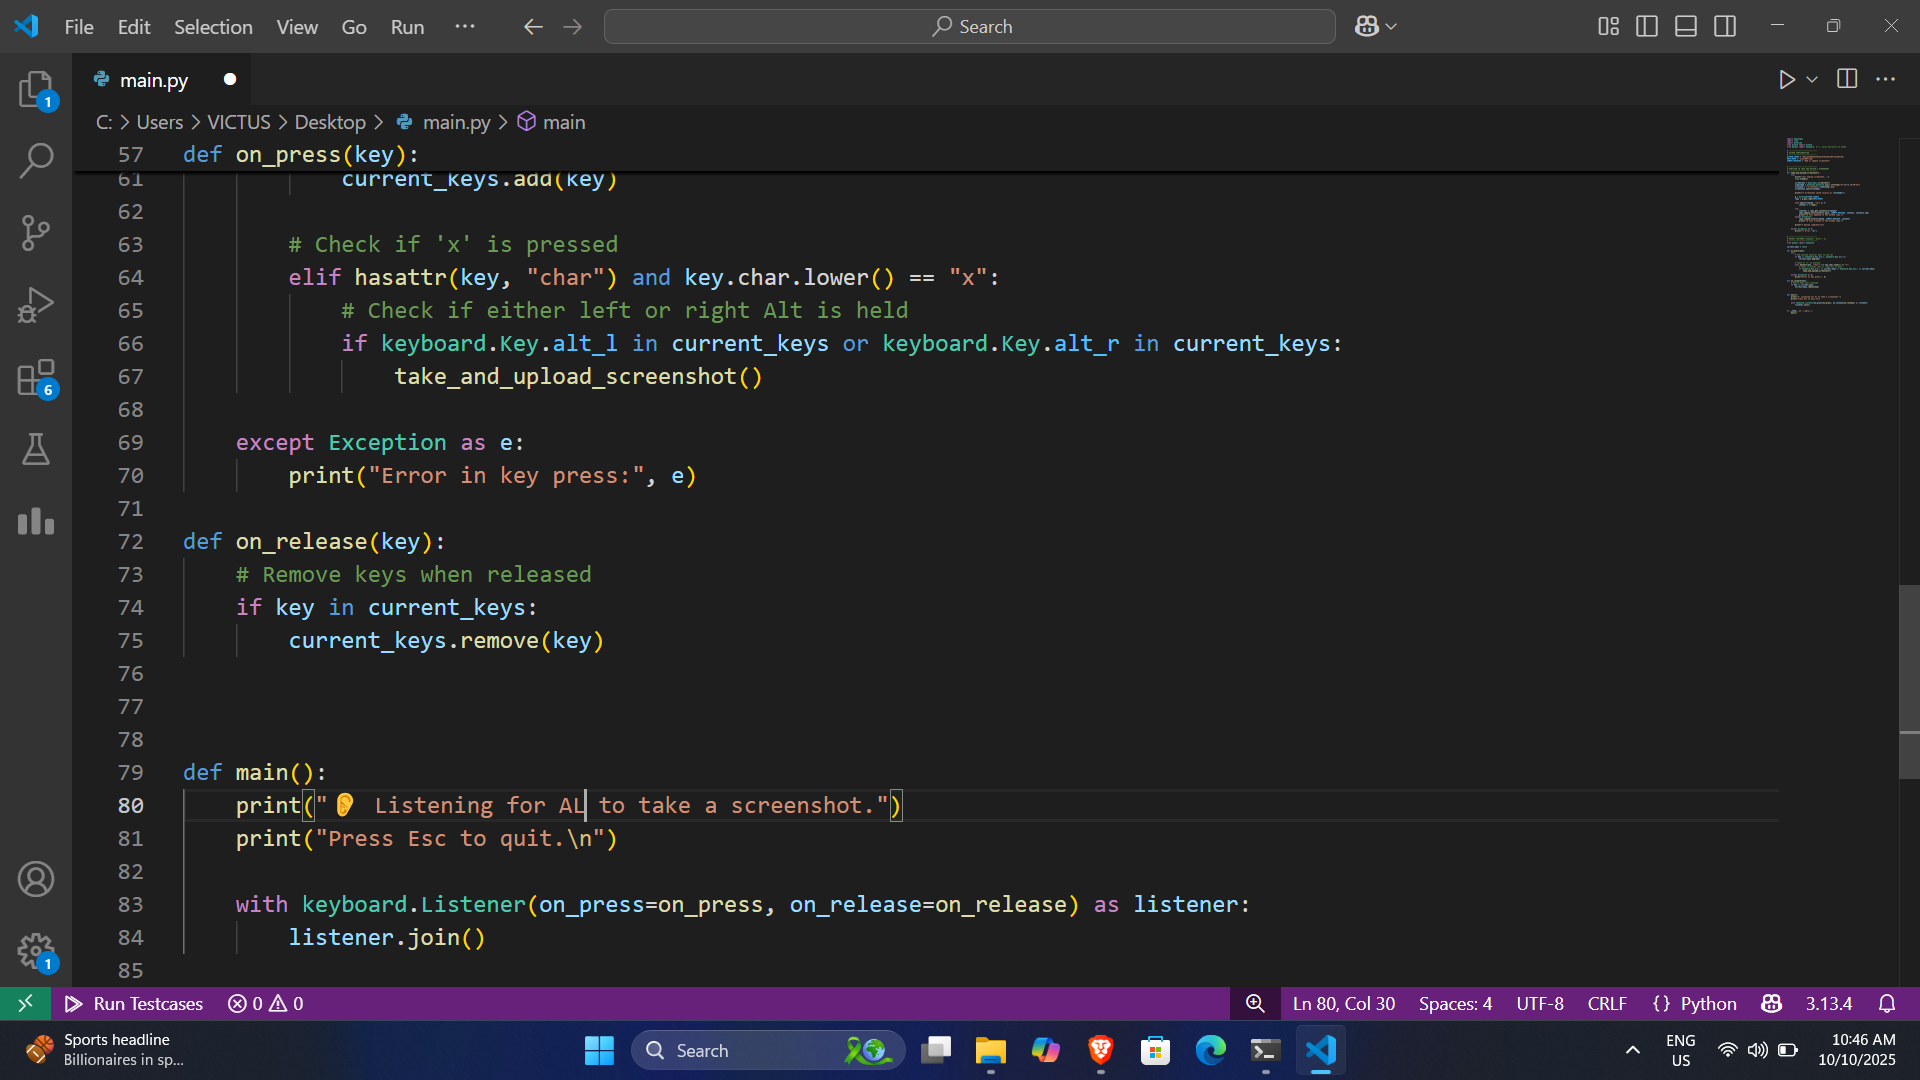 File Edit Selection View Go Run ··· Search
main.py
C: > Users > VICTUS > Desktop > main.py > main
57 def on_press(key):
61 current_keys.add(key)
62
63 # Check if 'x' is pressed
64 elif hasattr(key, "char") and key.char.lower() == "x":
65 # Check if either left or right Alt is held
66 if keyboard.Key.alt_l in current_keys or keyboard.Key.alt_r in current_keys:
67 take_and_upload_screenshot()
68
69 except Exception as e:
70 print("Error in key press:", e)
71
72 def on_release(key):
73 # Remove keys when released
74 if key in current_keys:
75 current_keys.remove(key)
76
77
78
79 def main():
80 print("👂 Listening for AL to take a screenshot.")
81 print("Press Esc to quit.\n")
82
83 with keyboard.Listener(on_press=on_press, on_release=on_release) as listener:
84 listener.join()
85
1
6
1
Run Testcases 0 0 Ln 80, Col 30 Spaces: 4 UTF-8 CRLF {} Python 3.13.4
Sports headline
Billionaires in sp...
Search
ENG
US
10:46 AM
10/10/2025